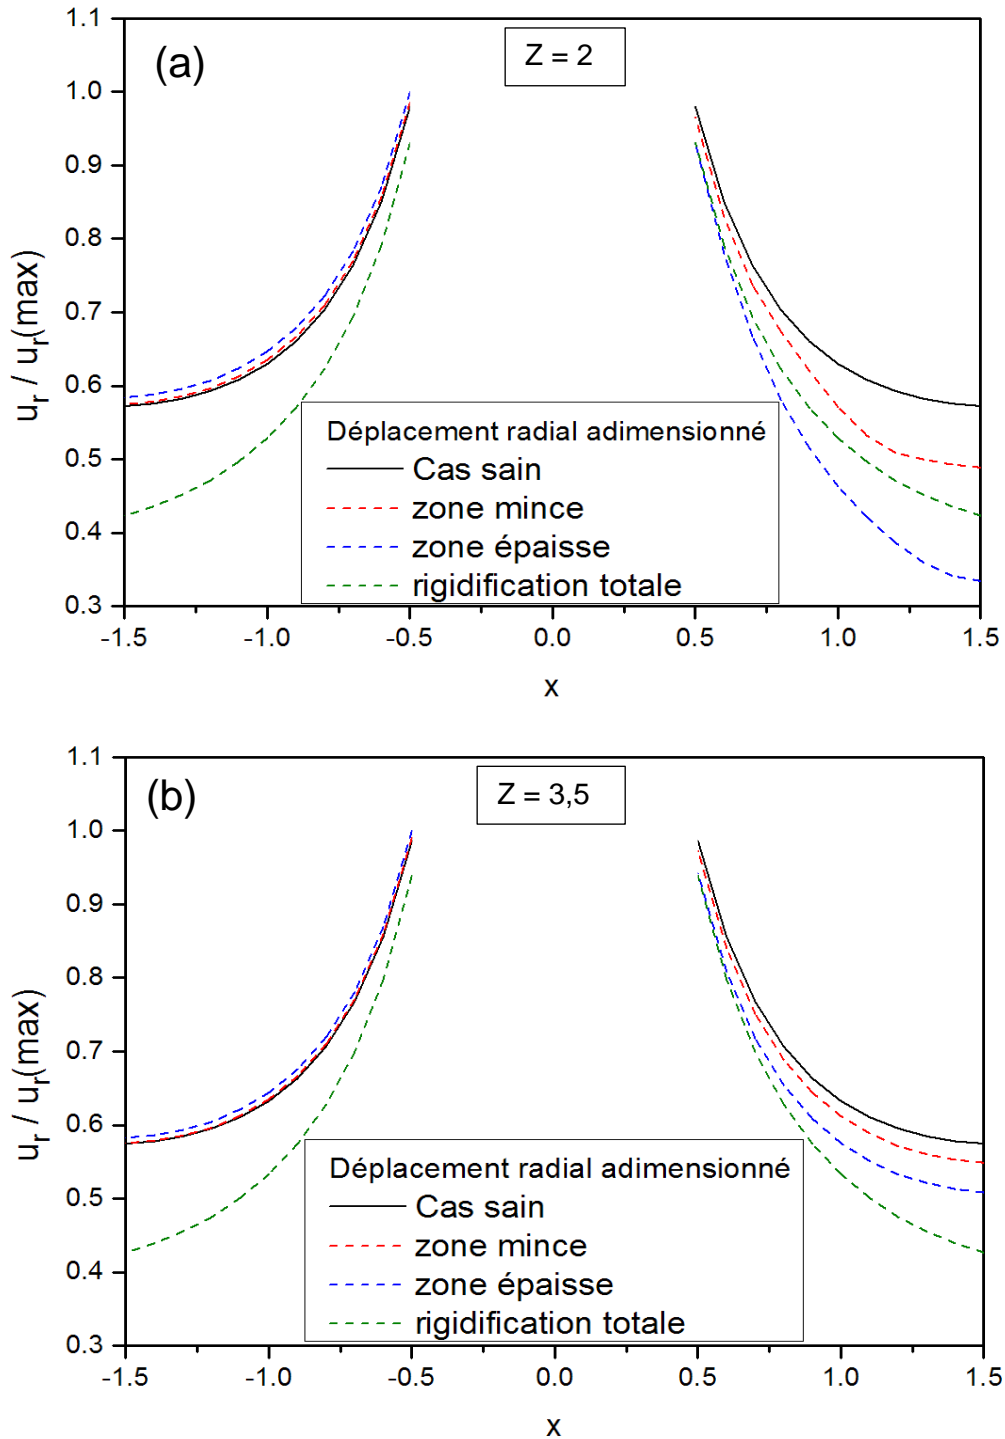 (a)
Z = 2
1.1
1.0
0.9
0.8
0.7
0.6
0.5
0.4
0.3
u_r / u_r(max)
Déplacement radial adimensionné
Cas sain
zone mince
zone épaisse
rigidification totale
-1.5 -1.0 -0.5 0.0 0.5 1.0 1.5
x
(b)
Z = 3,5
1.1
1.0
0.9
0.8
0.7
0.6
0.5
0.4
0.3
u_r / u_r(max)
Déplacement radial adimensionné
Cas sain
zone mince
zone épaisse
rigidification totale
-1.5 -1.0 -0.5 0.0 0.5 1.0 1.5
x